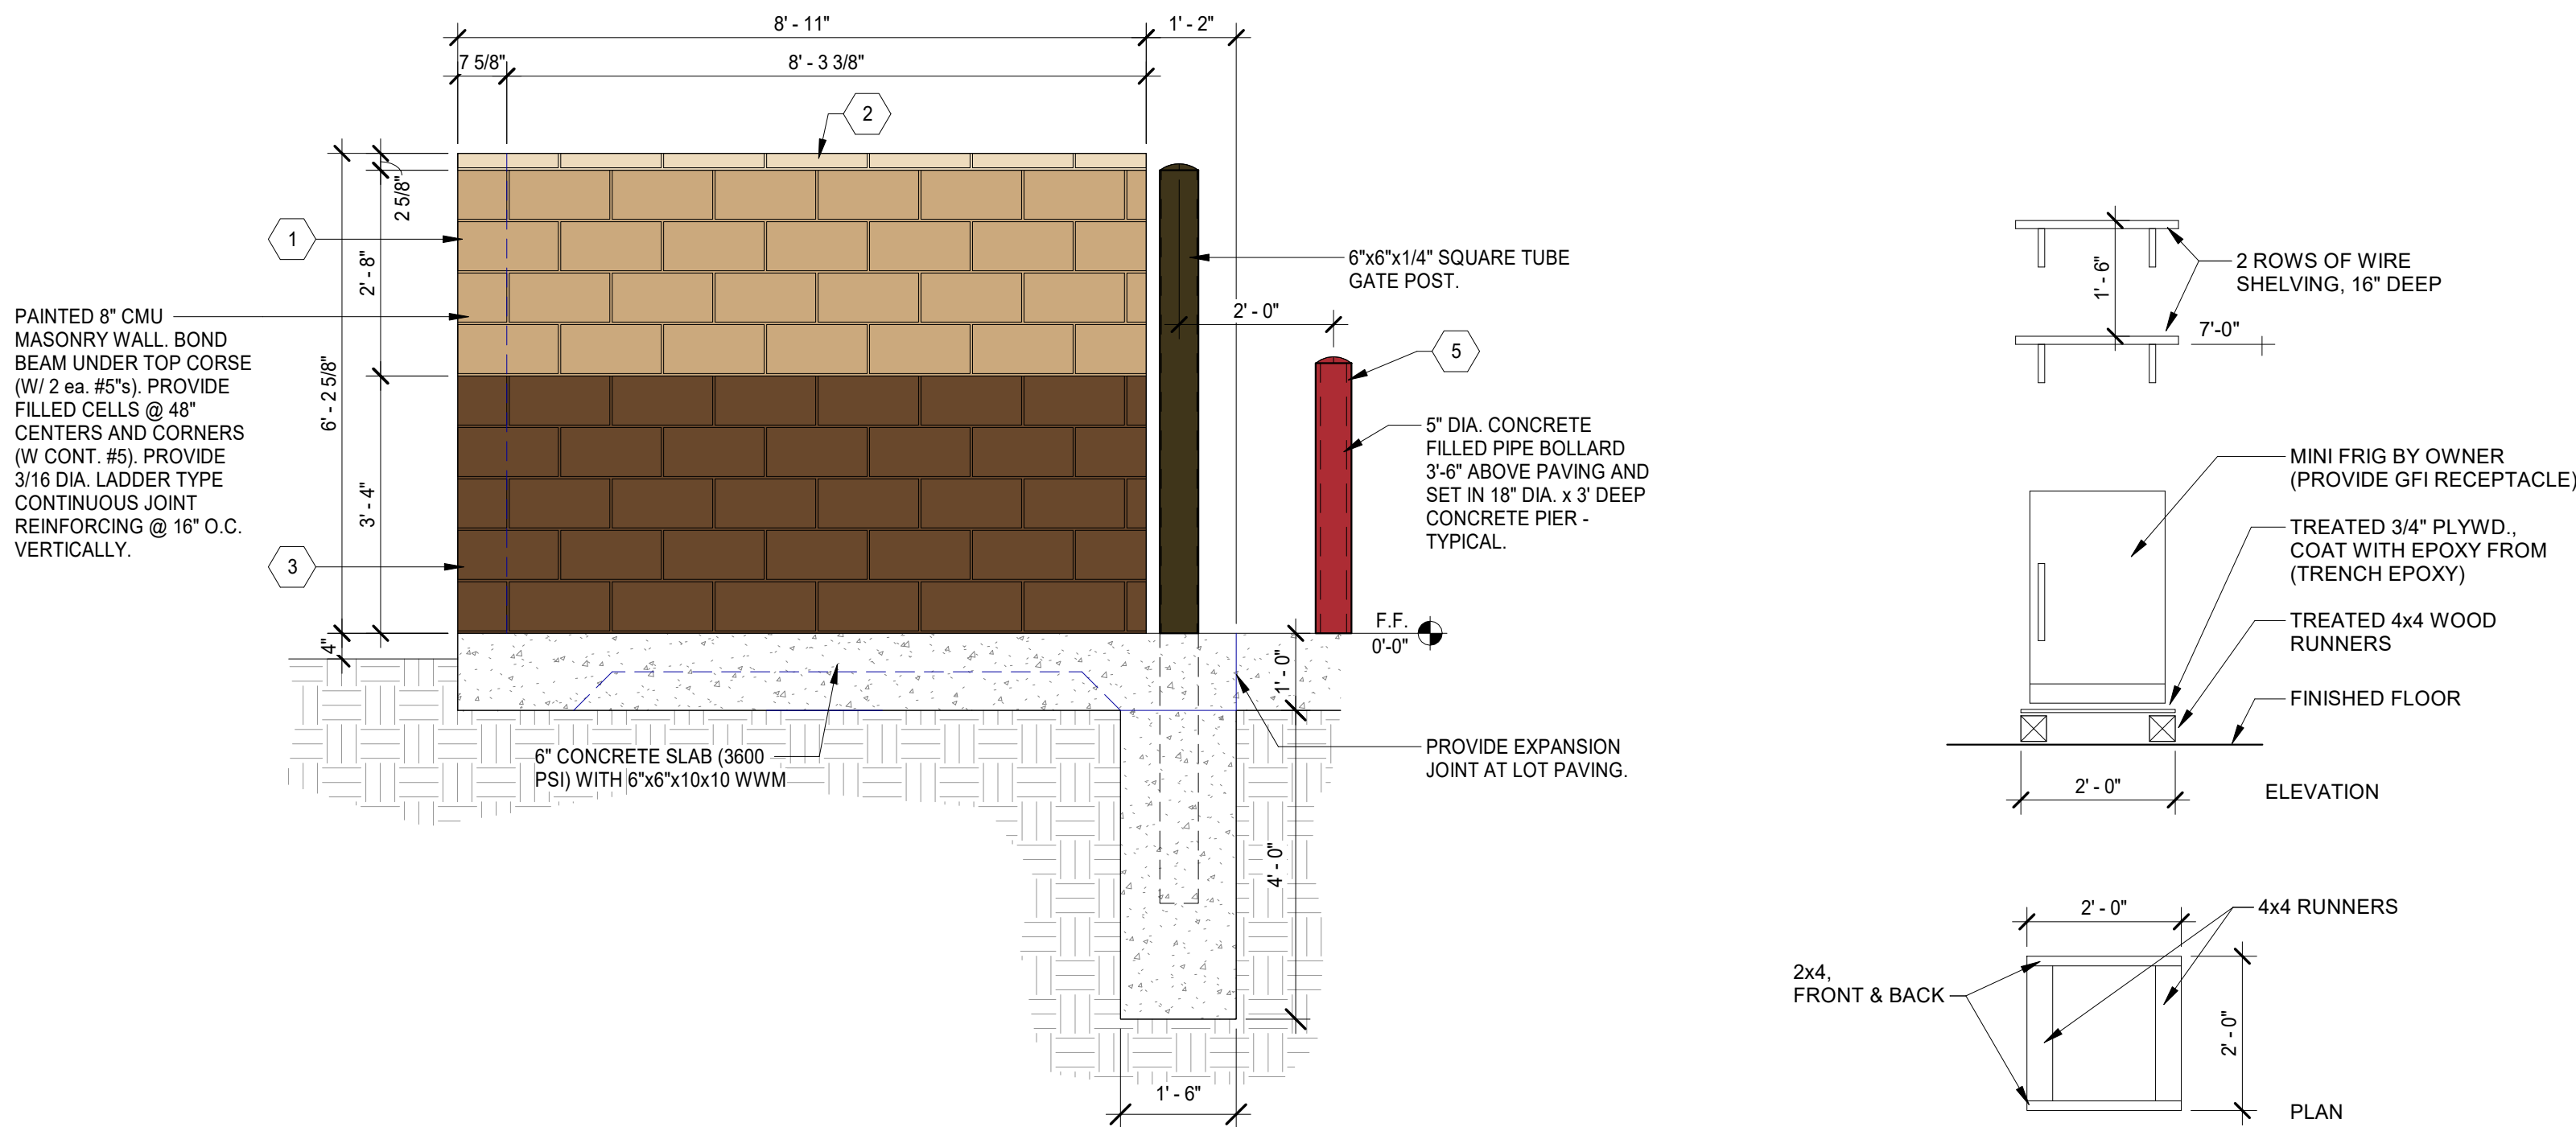 8' - 11"
1' - 2"
7 5/8"
8' - 3 3/8"
2
2 5/8"
1
2' - 8"
6' - 2 5/8"
3' - 4"
4"
3
PAINTED 8" CMU
MASONRY WALL. BOND
BEAM UNDER TOP CORSE
(W/ 2 ea. #5"s). PROVIDE
FILLED CELLS @ 48"
CENTERS AND CORNERS
(W CONT. #5). PROVIDE
3/16 DIA. LADDER TYPE
CONTINUOUS JOINT
REINFORCING @ 16" O.C.
VERTICALLY.
6"x6"x1/4" SQUARE TUBE
GATE POST.
2' - 0"
5
5" DIA. CONCRETE
FILLED PIPE BOLLARD
3'-6" ABOVE PAVING AND
SET IN 18" DIA. x 3' DEEP
CONCRETE PIER -
TYPICAL.
F.F.
0'-0"
1' - 0"
6" CONCRETE SLAB (3600
PSI) WITH 6"x6"x10x10 WWM
PROVIDE EXPANSION
JOINT AT LOT PAVING.
4' - 0"
1' - 6"
1' - 6"
2 ROWS OF WIRE
SHELVING, 16" DEEP
7'-0"
MINI FRIG BY OWNER
(PROVIDE GFI RECEPTACLE)
TREATED 3/4" PLYWD.,
COAT WITH EPOXY FROM
(TRENCH EPOXY)
TREATED 4x4 WOOD
RUNNERS
FINISHED FLOOR
2' - 0"
ELEVATION
2' - 0"
4x4 RUNNERS
2x4,
FRONT & BACK
2' - 0"
PLAN